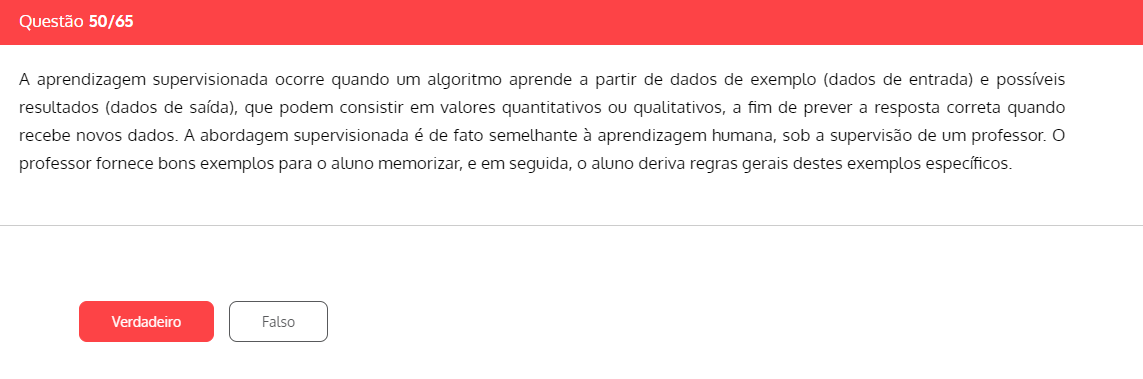 Questão 50/65
A aprendizagem supervisionada ocorre quando um algoritmo aprende a partir de dados de exemplo (dados de entrada) e possíveis
resultados (dados de saída), que podem consistir em valores quantitativos ou qualitativos, a fim de prever a resposta correta quando
recebe novos dados. A abordagem supervisionada é de fato semelhante à aprendizagem humana, sob a supervisão de um professor. O
professor fornece bons exemplos para o aluno memorizar, e em seguida, o aluno deriva regras gerais destes exemplos específicos.
Verdadeiro
Falso